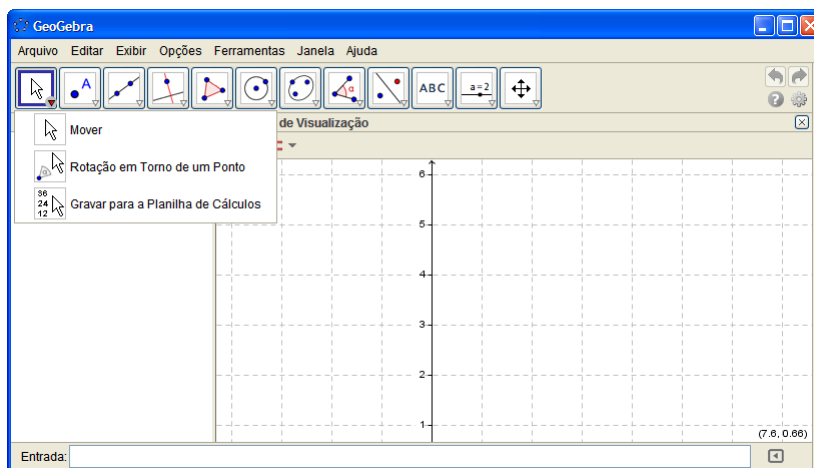 GeoGebra
Arquivo Editar Exibir Opções Ferramentas Janela Ajuda
A α ABC a=2
de Visualização
Mover
Rotação em Torno de um Ponto
36
24
12
Gravar para a Planilha de Cálculos
6
5
4
3
2
1
(7.6, 0.66)
Entrada: